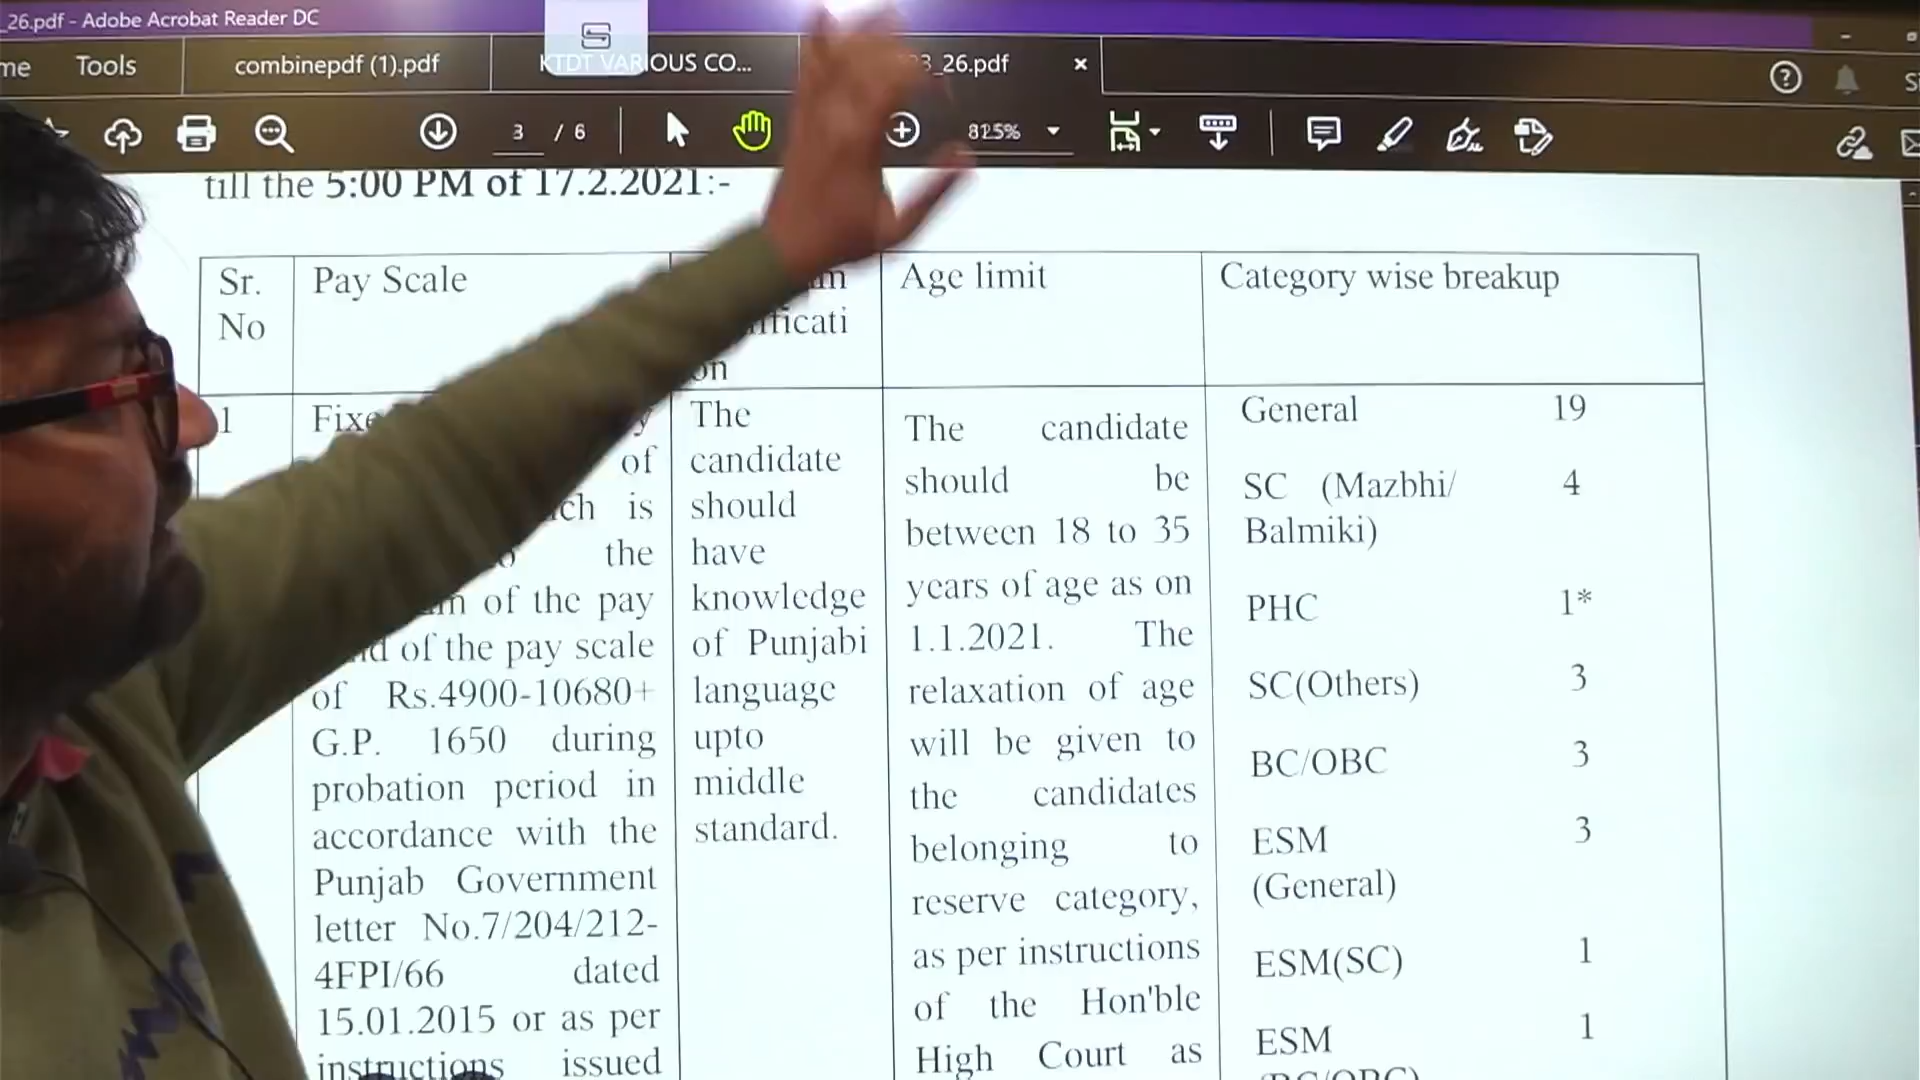 _26.pdf - Adobe Acrobat Reader DC
me Tools combinepdf (1).pdf KTDT VARIOUS CO... 3_26.pdf ×
3 / 6
till the 5:00 PM of 17.2.2021:-
Sr.
No
Pay Scale
on
Age limit
Category wise breakup
1
of
is
the
of the pay
of the pay scale
of Rs.4900-10680+
G.P. 1650 during
probation period in
accordance with the
Punjab Government
letter No.7/204/212-
4FPI/66 dated
15.01.2015 or as per
instructions issued
The
candidate
should
have
knowledge
of Punjabi
language
upto
middle
standard.
The candidate
should be
between 18 to 35
years of age as on
1.1.2021. The
relaxation of age
will be given to
the candidates
belonging to
reserve category,
as per instructions
of the Hon'ble
High Court as
General 19
SC (Mazbhi/ 4
Balmiki)
PHC 1*
SC(Others) 3
BC/OBC 3
ESM 3
(General)
ESM(SC) 1
ESM 1
(BC/OBC)